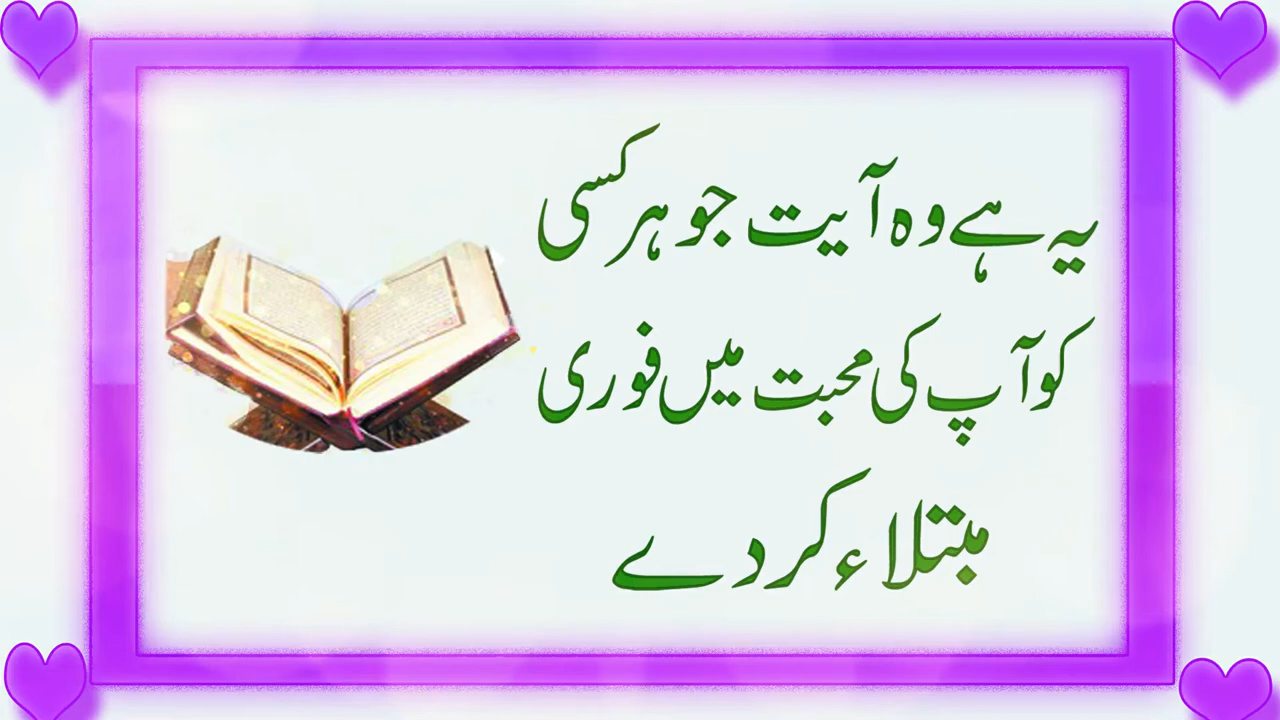 یہ ہے وہ آیت جو ہر کسی
کو آپ کی محبت میں فوری
مبتلاء کر دے